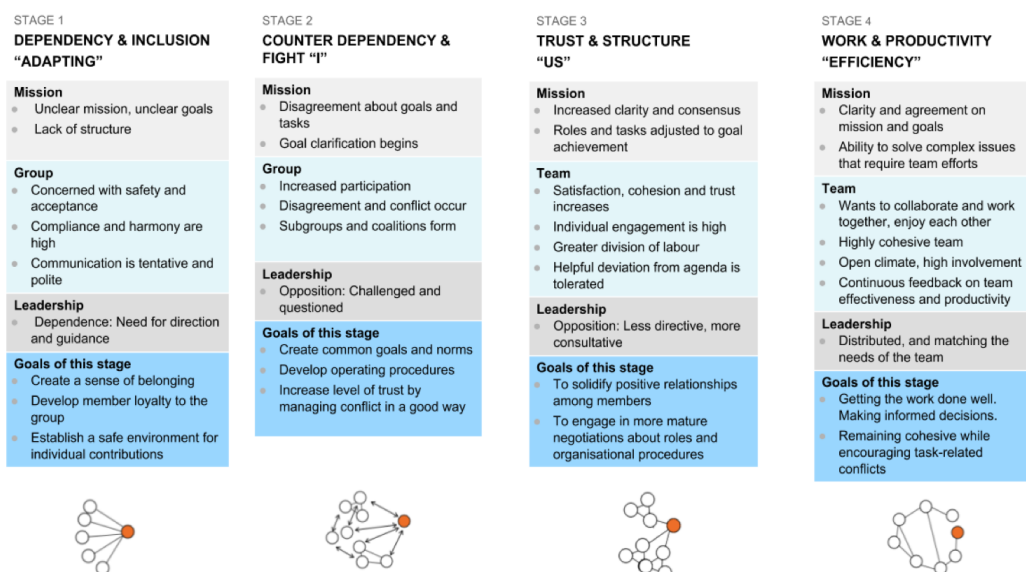 STAGE 1
DEPENDENCY & INCLUSION
“ADAPTING”
Mission
Unclear mission, unclear goals
Lack of structure
Group
Concerned with safety and
acceptance
Compliance and harmony are
high
Communication is tentative and
polite
Leadership
Dependence: Need for direction
and guidance
Goals of this stage
Create a sense of belonging
Develop member loyalty to the
group
Establish a safe environment for
individual contributions
STAGE 2
COUNTER DEPENDENCY &
FIGHT “I”
Mission
Disagreement about goals and
tasks
Goal clarification begins
Group
Increased participation
Disagreement and conflict occur
Subgroups and coalitions form
Leadership
Opposition: Challenged and
questioned
Goals of this stage
Create common goals and norms
Develop operating procedures
Increase level of trust by
managing conflict in a good way
STAGE 3
TRUST & STRUCTURE
“US”
Mission
Increased clarity and consensus
Roles and tasks adjusted to goal
achievement
Team
Satisfaction, cohesion and trust
increases
Individual engagement is high
Greater division of labour
Helpful deviation from agenda is
tolerated
Leadership
Opposition: Less directive, more
consultative
Goals of this stage
To solidify positive relationships
among members
To engage in more mature
negotiations about roles and
organisational procedures
STAGE 4
WORK & PRODUCTIVITY
“EFFICIENCY”
Mission
Clarity and agreement on
mission and goals
Ability to solve complex issues
that require team efforts
Team
Wants to collaborate and work
together, enjoy each other
Highly cohesive team
Open climate, high involvement
Continuous feedback on team
effectiveness and productivity
Leadership
Distributed, and matching the
needs of the team
Goals of this stage
Getting the work done well.
Making informed decisions.
Remaining cohesive while
encouraging task-related
conflicts